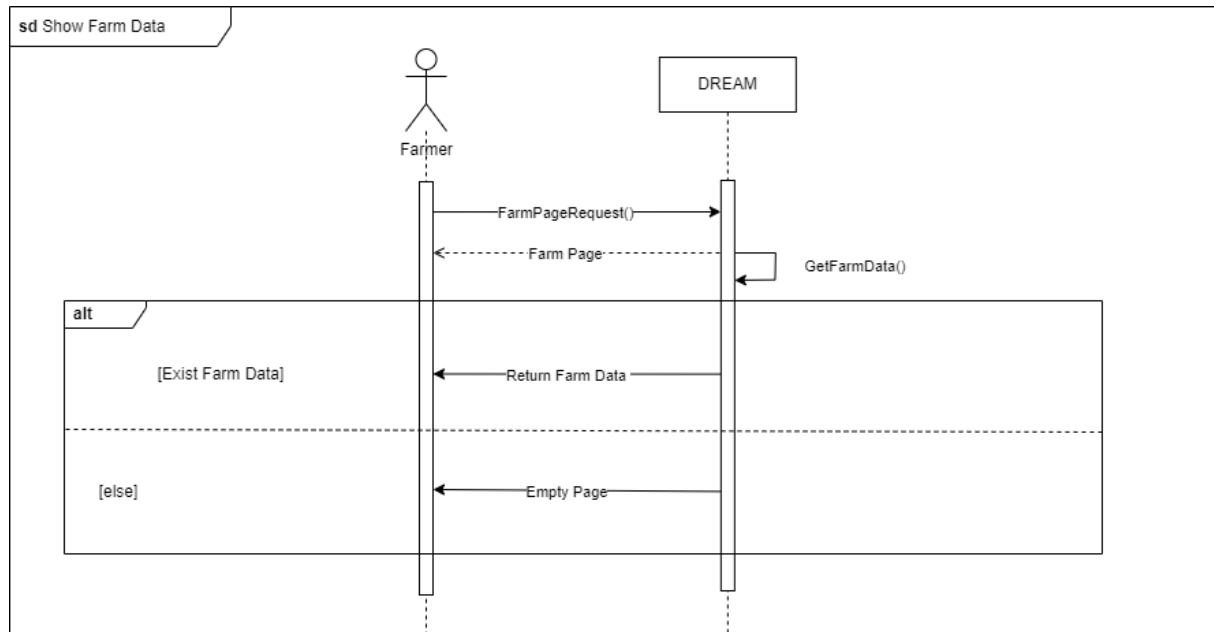 sd Show Farm Data
DREAM
Farmer
FarmPageRequest()
Farm Page
GetFarmData()
alt
[Exist Farm Data]
Return Farm Data
[else]
Empty Page